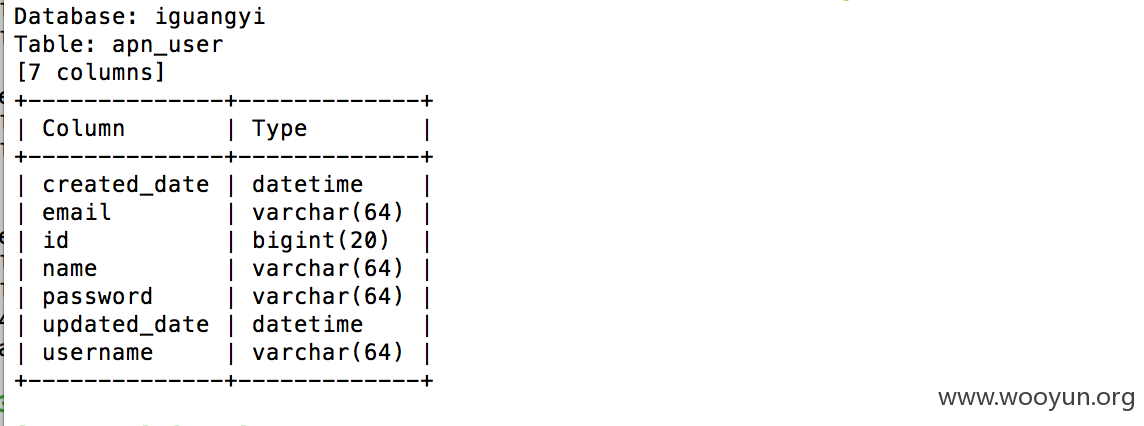 Database: iguangyi
Table: apn_user
[7 columns]
+--------------+-------------+
| Column       | Type        |
+--------------+-------------+
| created_date | datetime    |
| email        | varchar(64) |
| id           | bigint(20)  |
| name         | varchar(64) |
| password     | varchar(64) |
| updated_date | datetime    |
| username     | varchar(64) |
+--------------+-------------+
www.wooyun.org